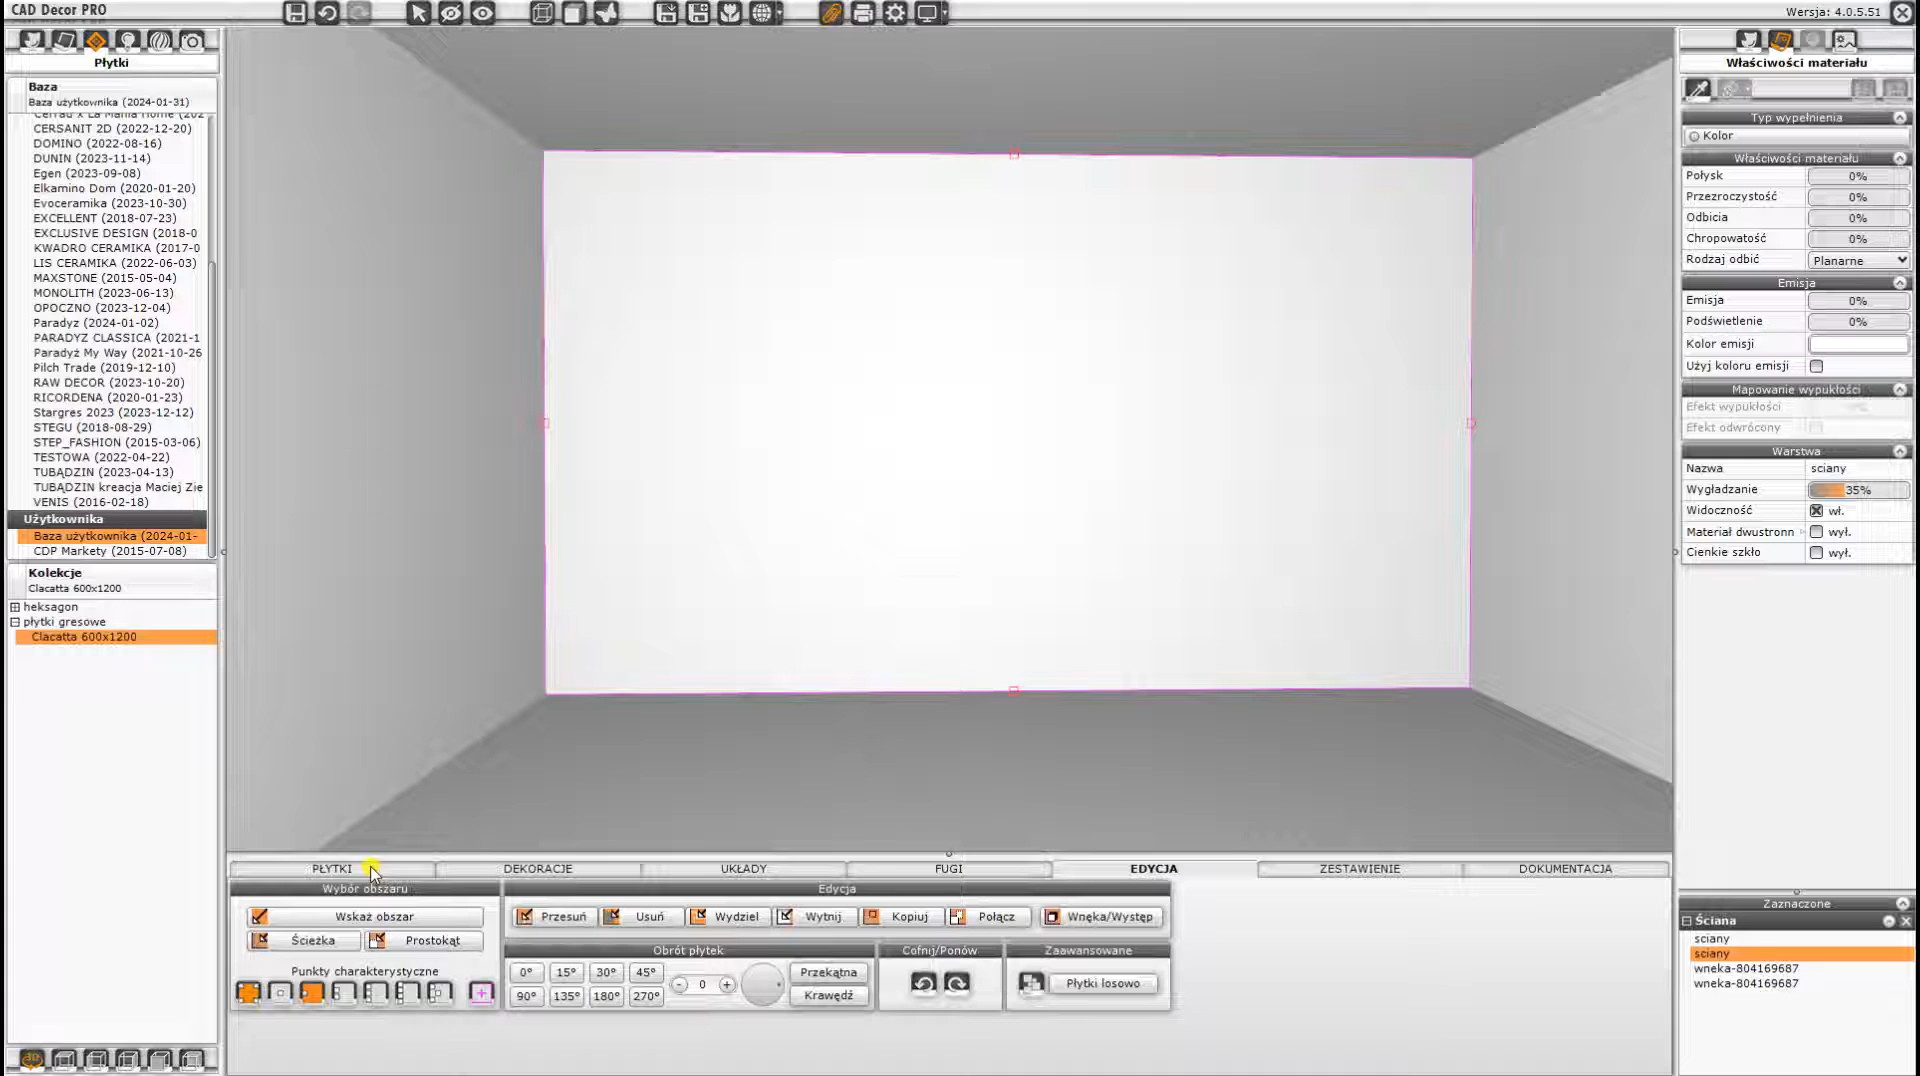 CAD Decor PRO
Wersja: 4.0.5.51
Płytki
Baza
Baza użytkownika (2024-01-31)
Cerrad x La Mania Home (202
CERSANIT 2D (2022-12-20)
DOMINO (2022-08-16)
DUNIN (2023-11-14)
Egen (2023-09-08)
Elkamino Dom (2020-01-20)
Evoceramika (2023-10-30)
EXCELLENT (2018-07-23)
EXCLUSIVE DESIGN (2018-0
KWADRO CERAMIKA (2017-0
LIS CERAMIKA (2022-06-03)
MAXSTONE (2015-05-04)
MONOLITH (2023-06-13)
OPOCZNO (2023-12-04)
Paradyz (2024-01-02)
PARADYZ CLASSICA (2021-1
Paradyż My Way (2021-10-26
Pilch Trade (2019-12-10)
RAW DECOR (2023-10-20)
RICORDENA (2020-01-23)
Stargres 2023 (2023-12-12)
STEGU (2018-08-29)
STEP_FASHION (2015-03-06)
TESTOWA (2022-04-22)
TUBĄDZIN (2023-04-13)
TUBĄDZIN kreacja Maciej Zie
VENIS (2016-02-18)
Użytkownika
Baza użytkownika (2024-01-
CDP Markety (2015-07-08)
Kolekcje
Clacatta 600x1200
heksagon
płytki gresowe
Clacatta 600x1200
PŁYTKI
DEKORACJE
UKŁADY
FUGI
EDYCJA
ZESTAWIENIE
DOKUMENTACJA
Wybór obszaru
Wskaż obszar
Ścieżka
Prostokąt
Punkty charakterystyczne
Edycja
Przesuń
Usuń
Wydziel
Wytnij
Kopiuj
Połącz
Wnęka/Występ
Obrót płytek
0°
15°
30°
45°
90°
135°
180°
270°
0
Przekątna
Krawędź
Cofnij/Ponów
Zaawansowane
Płytki losowo
Właściwości materiału
Typ wypełnienia
Kolor
Właściwości materiału
Połysk 0%
Przezroczystość 0%
Odbicia 0%
Chropowatość 0%
Rodzaj odbić Planarne
Emisja
Emisja 0%
Podświetlenie 0%
Kolor emisji
Użyj koloru emisji
Mapowanie wypukłości
Efekt wypukłości
Efekt odwrócony
Warstwa
Nazwa sciany
Wygładzanie 35%
Widoczność wł.
Materiał dwustronn wył.
Cienkie szkło wył.
Zaznaczone
Ściana
sciany
sciany
wneka-804169687
wneka-804169687